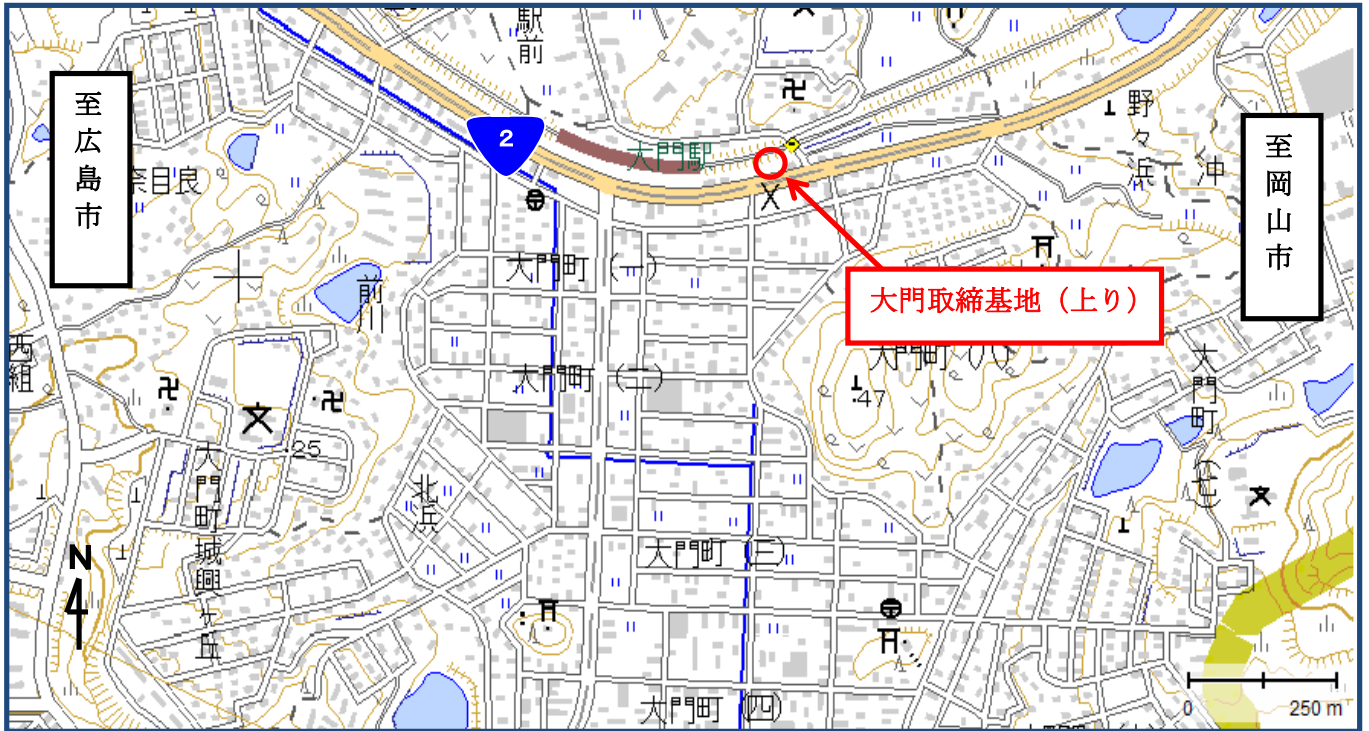 駅前
至広島市
2
大門駅
野々浜
沖
至岡山市
奈目良
前川
大門町 (一)
大門取締基地（上り）
西組
大門町 (二)
大門町 (八)
47
大門町 (七)
25
北浜
大門町城興ヶ丘
N
大門町 (三)
大門町 (四)
0
250 m